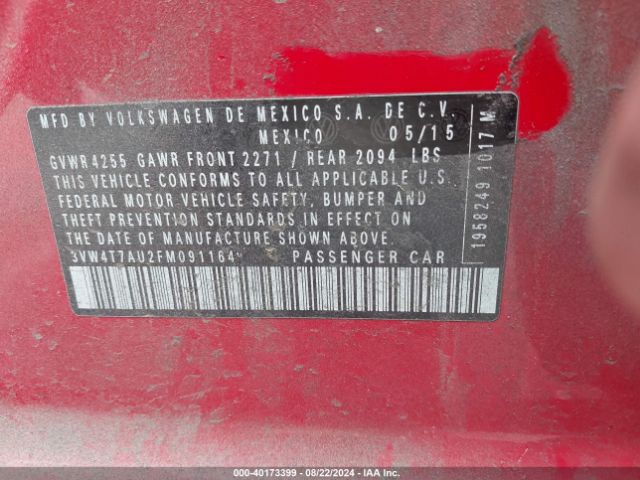 MFD BY VOLKSWAGEN DE MEXICO S.A. DE C.V.
MEXICO 05/15
GVWR 4255 GAWR FRONT 2271 / REAR 2094 LBS
THIS VEHICLE CONFORMS TO ALL APPLICABLE U.S.
FEDERAL MOTOR VEHICLE SAFETY, BUMPER AND
THEFT PREVENTION STANDARDS IN EFFECT ON
THE DATE OF MANUFACTURE SHOWN ABOVE.
3VW4T7AU2FM091164 PASSENGER CAR
1958249 1017 M
000-40173399 - 08/22/2024 - IAA Inc.